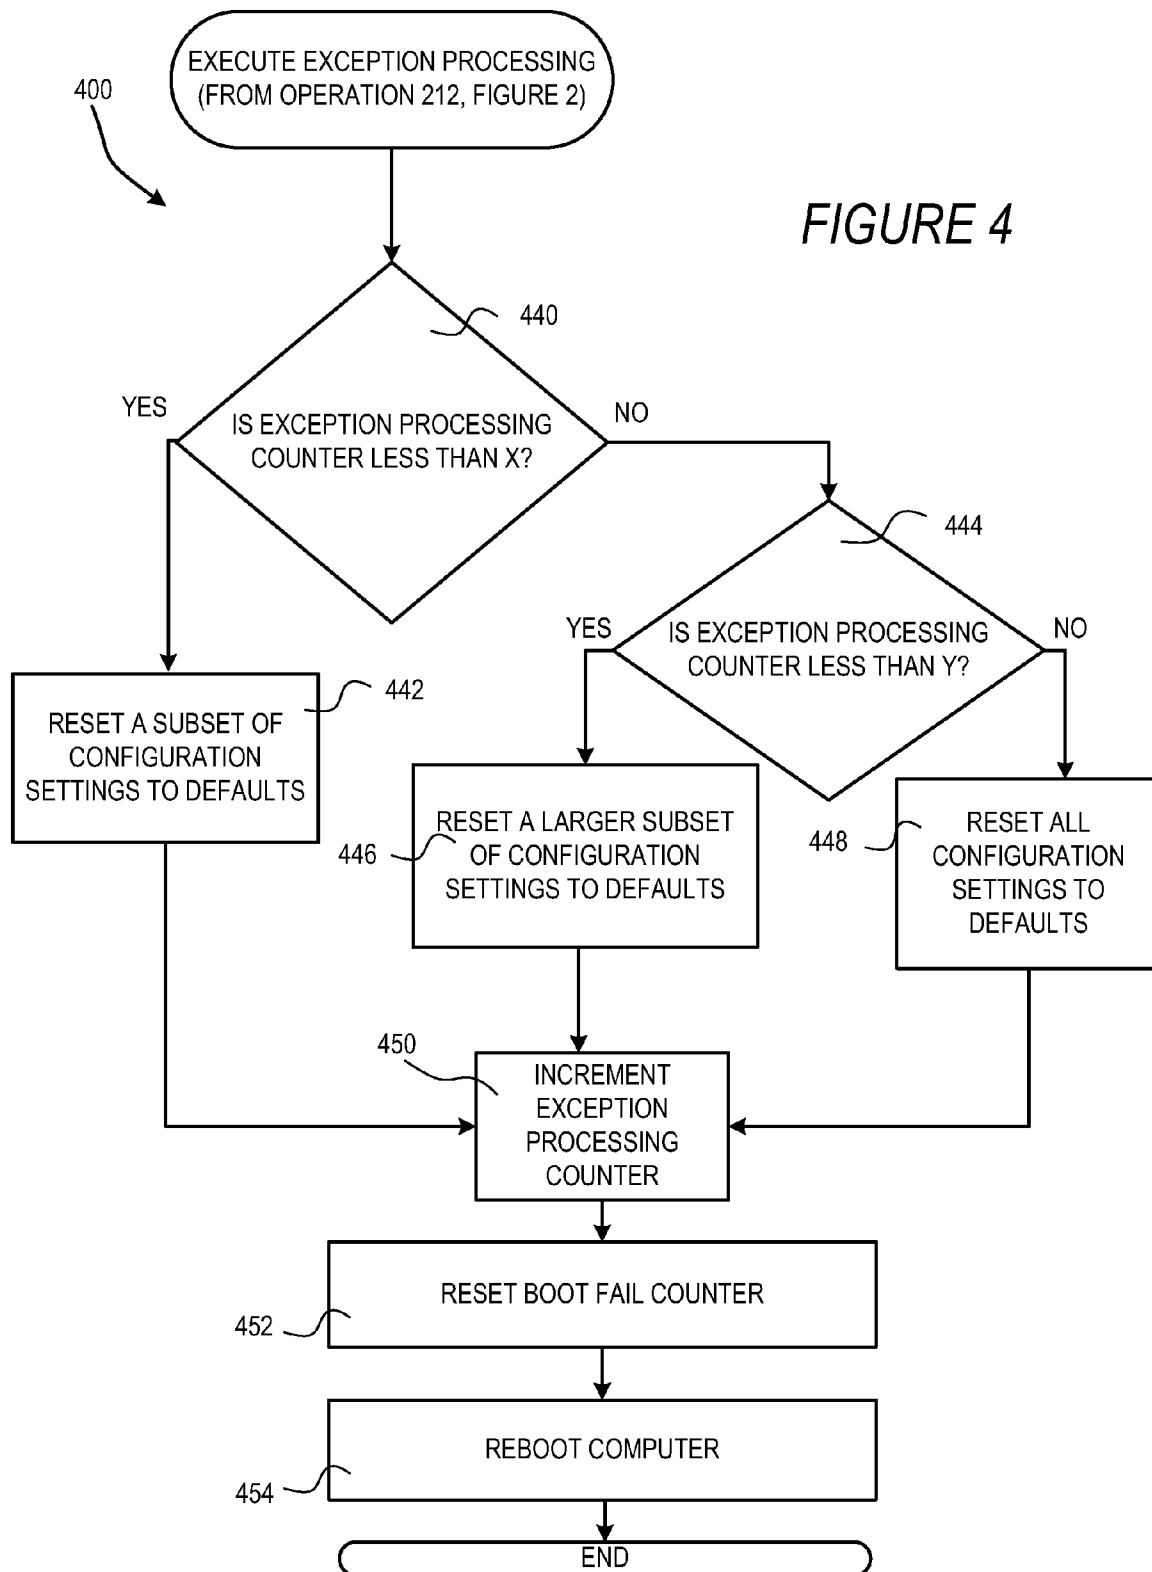 EXECUTE EXCEPTION PROCESSING
(FROM OPERATION 212, FIGURE 2)
400
FIGURE 4
440
YES
NO
IS EXCEPTION PROCESSING
COUNTER LESS THAN X?
444
YES
NO
IS EXCEPTION PROCESSING
COUNTER LESS THAN Y?
442
RESET A SUBSET OF
CONFIGURATION
SETTINGS TO DEFAULTS
446
RESET A LARGER SUBSET
OF CONFIGURATION
SETTINGS TO DEFAULTS
448
RESET ALL
CONFIGURATION
SETTINGS TO
DEFAULTS
450
INCREMENT
EXCEPTION
PROCESSING
COUNTER
RESET BOOT FAIL COUNTER
452
REBOOT COMPUTER
454
END